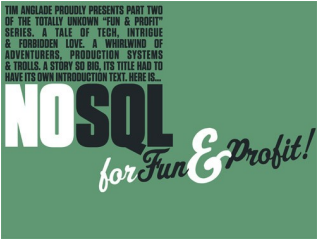 TIM ANGLADE PROUDLY PRESENTS PART TWO
OF THE TOTALLY UNKOWN "FUN & PROFIT"
SERIES. A TALE OF TECH, INTRIGUE
& FORBIDDEN LOVE. A WHIRLWIND OF
ADVENTURERS, PRODUCTION SYSTEMS
& TROLLS. A STORY SO BIG, ITS TITLE HAD TO
HAVE ITS OWN INTRODUCTION TEXT. HERE IS...
NOSQL
for Fun & Profit!